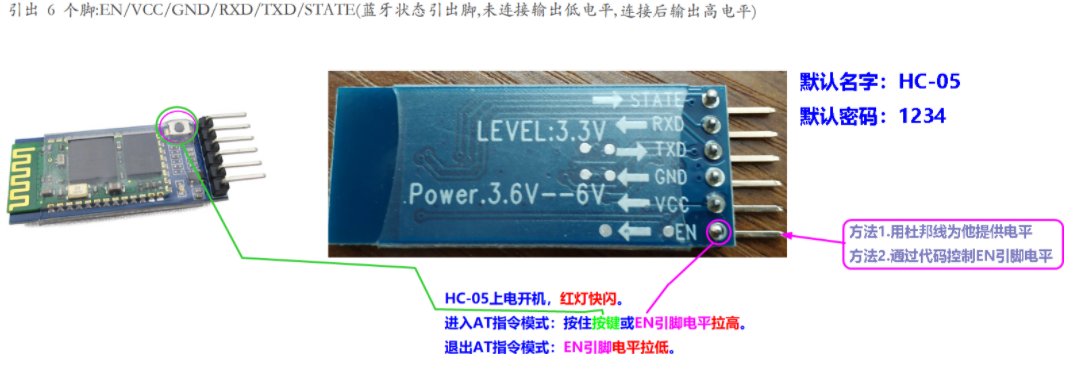 引出 6 个脚:EN/VCC/GND/RXD/TXD/STATE(蓝牙状态引出脚,未连接输出低电平,连接后输出高电平)
默认名字：HC-05
默认密码：1234
STATE
RXD
LEVEL:3.3V
TXD
GND
Power.3.6V--6V
VCC
EN
方法1.用杜邦线为他提供电平
方法2.通过代码控制EN引脚电平
HC-05上电开机，红灯快闪。
进入AT指令模式：按住按键或EN引脚电平拉高。
退出AT指令模式：EN引脚电平拉低。